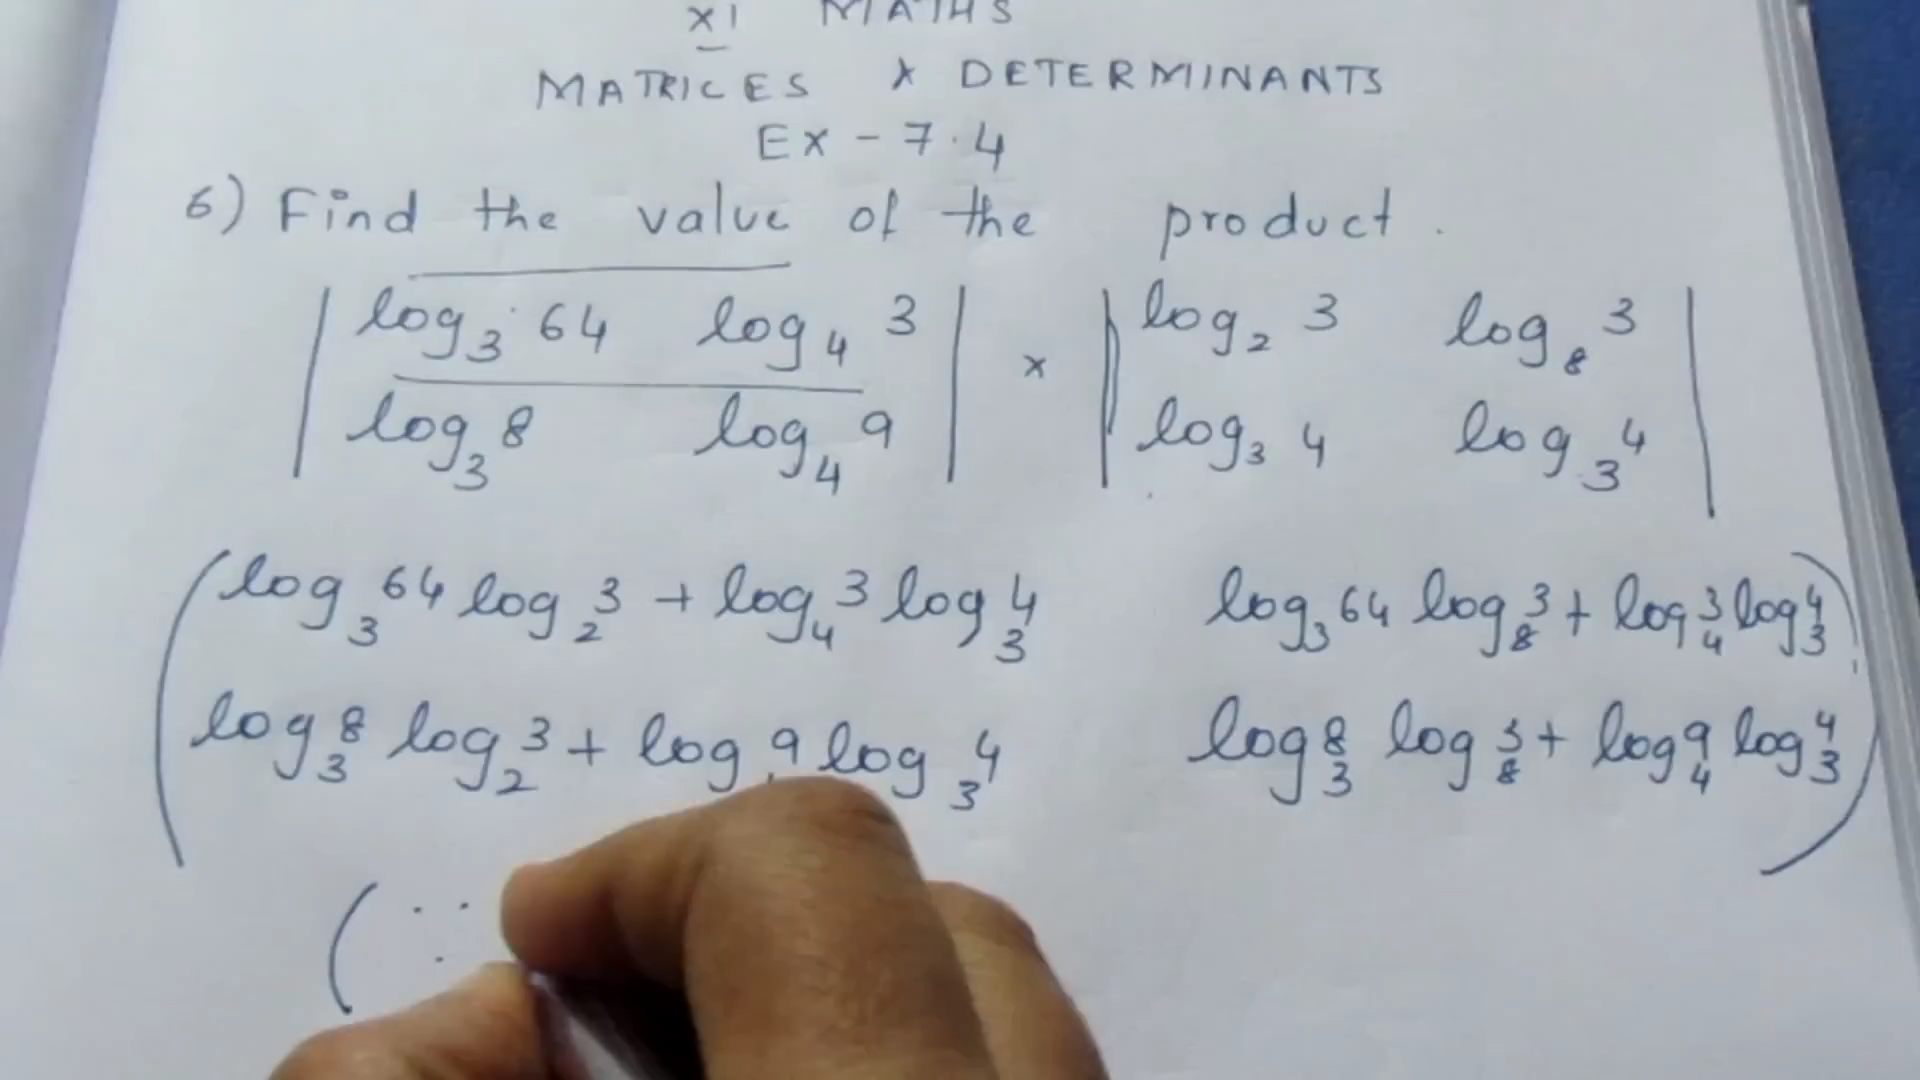 XI MATHS
MATRICES & DETERMINANTS
Ex - 7.4
6) Find the value of the product.
| log₃ 64 log₄ 3 | × | log₂ 3 log₈ 3 |
| log₃ 8 log₄ 9 | | log₃ 4 log₃ 4 |
( log₃ 64 log₂ 3 + log₄ 3 log₃ 4 log₃ 64 log₈ 3 + log₄ 3 log₃ 4 )
( log₃ 8 log₂ 3 + log 9 log₃ 4 log₃ 8 log₈ 3 + log₄ 9 log₃ 4 )
( ∵